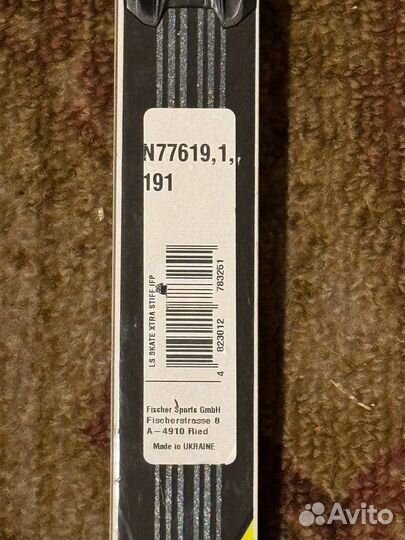 N77619,1,,
191
LS SKATE XTRA STIFF IFP
4 823012 783261
Fischer Sports GmbH
Fischerstrasse 8
A-4910 Ried
Made in UKRAINE
Avito